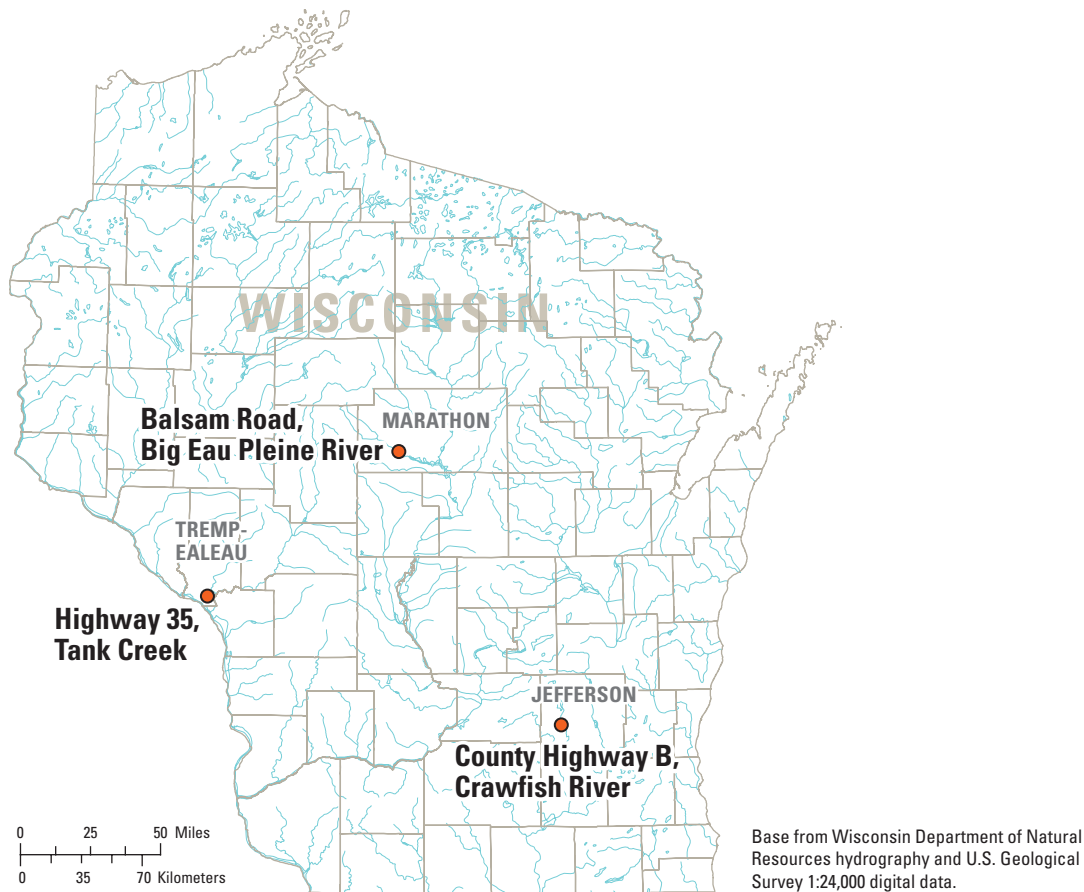 WISCONSIN
Balsam Road,
Big Eau Pleine River
MARATHON
TREMP-
EALEAU
Highway 35,
Tank Creek
JEFFERSON
County Highway B,
Crawfish River
0 25 50 Miles
0 35 70 Kilometers
Base from Wisconsin Department of Natural
Resources hydrography and U.S. Geological
Survey 1:24,000 digital data.